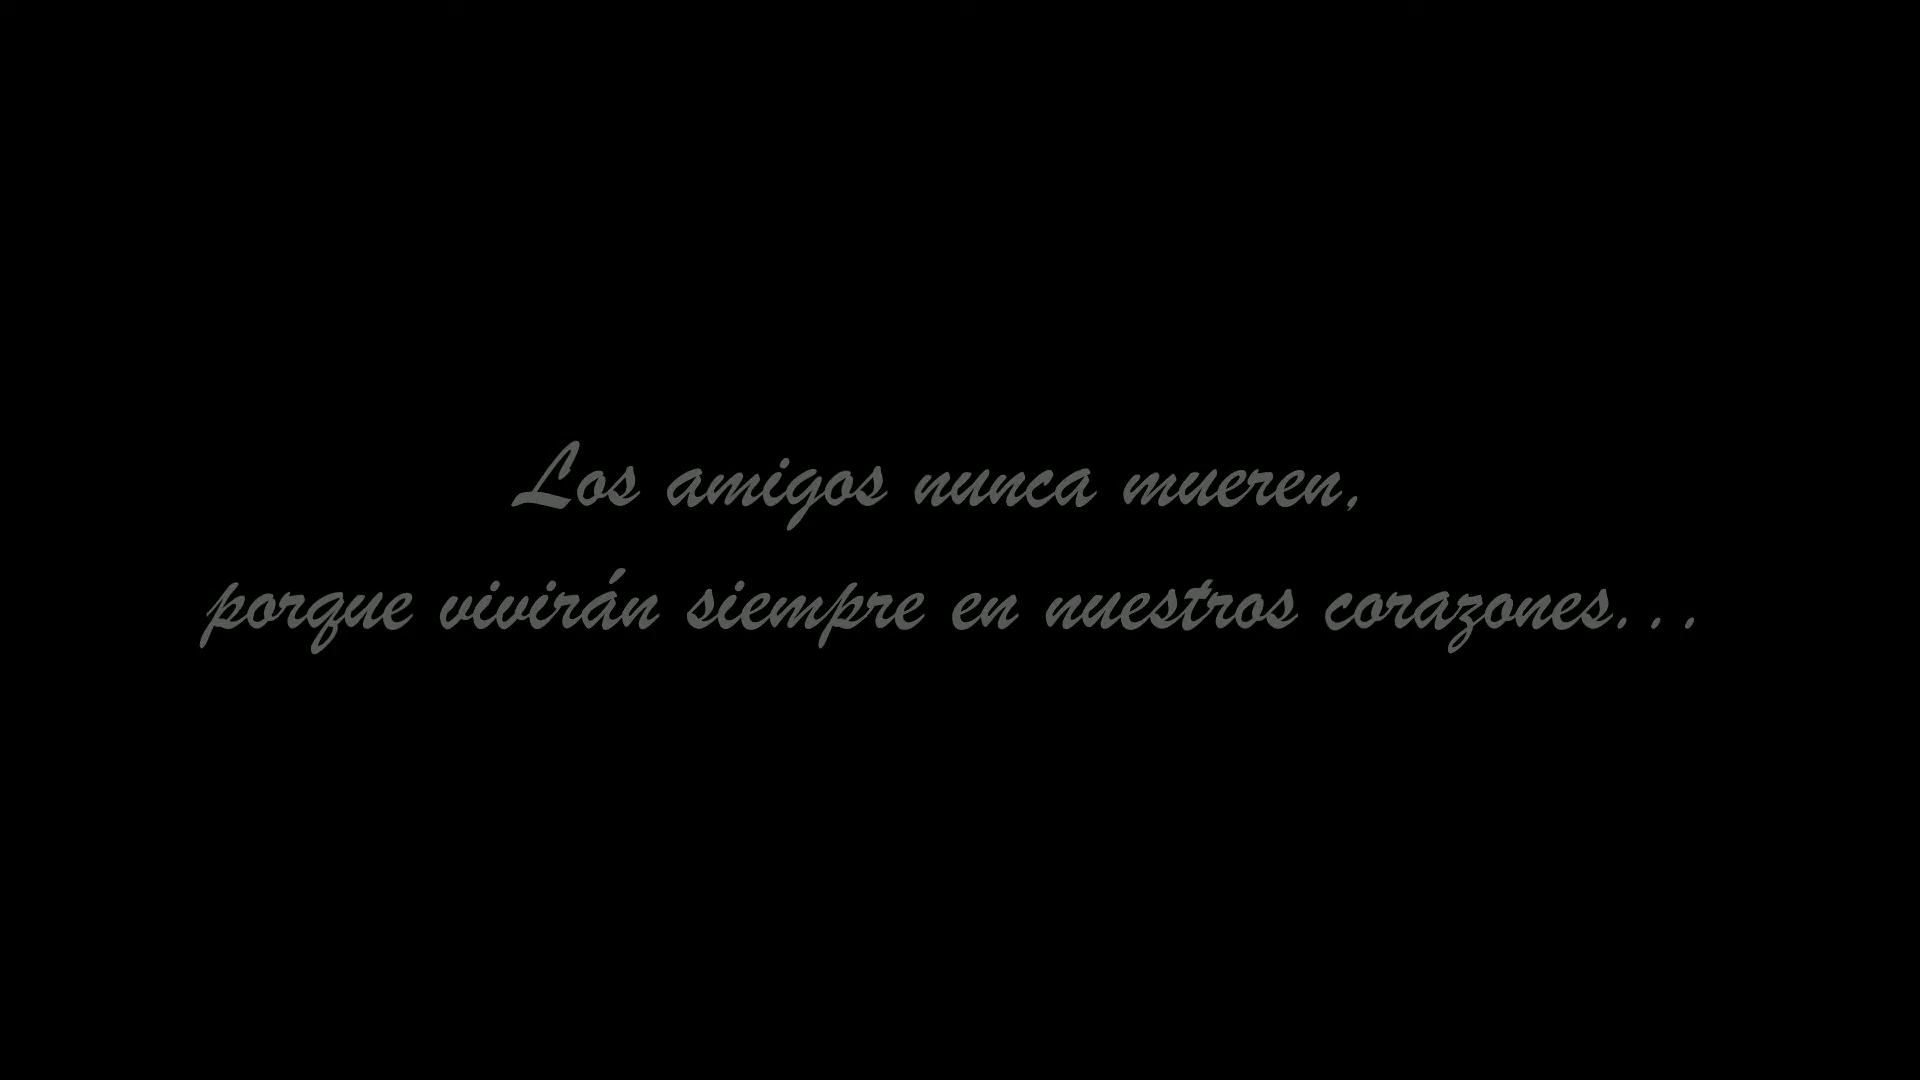 Los amigos nunca mueren,
porque vivirán siempre en nuestros corazones...